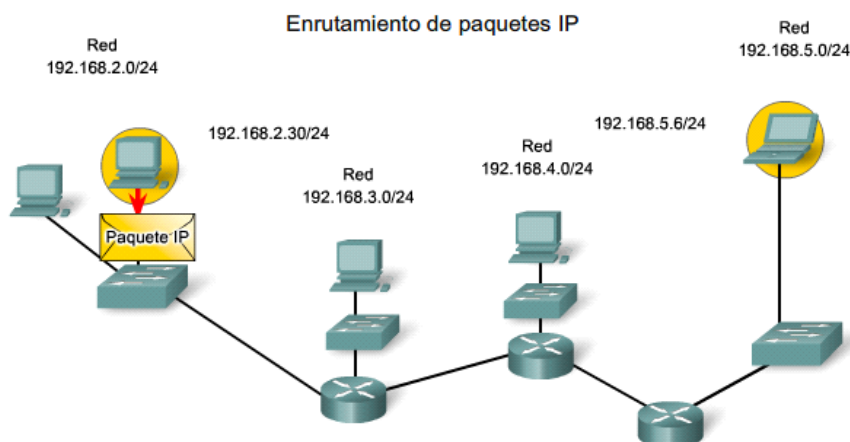 Enrutamiento de paquetes IP
Red
192.168.2.0/24
192.168.2.30/24
Paquete IP
Red
192.168.3.0/24
Red
192.168.4.0/24
192.168.5.6/24
Red
192.168.5.0/24